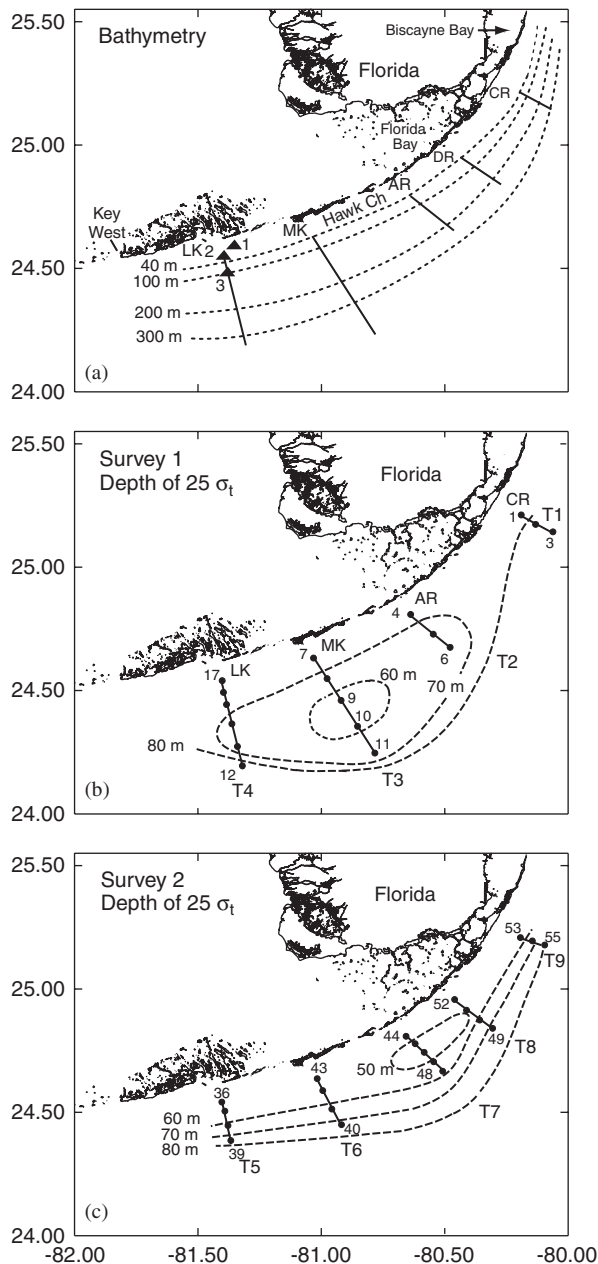 25.50
25.00
24.50
24.00
Bathymetry
Biscayne Bay
Florida
CR
Florida
Bay
DR
AR
Hawk Ch
MK
Key
West
LK 2
1
3
40 m
100 m
200 m
300 m
(a)
25.50
25.00
24.50
24.00
Survey 1
Depth of 25 σt
Florida
CR
1
T1
3
AR
4
6
T2
7
MK
60 m
70 m
9
10
11
17
LK
80 m
12
T4
T3
(b)
25.50
25.00
24.50
24.00
Survey 2
Depth of 25 σt
Florida
53
55
T9
52
49
T8
44
50 m
48
T7
43
40
T6
36
60 m
70 m
80 m
39
T5
(c)
-82.00
-81.50
-81.00
-80.50
-80.00